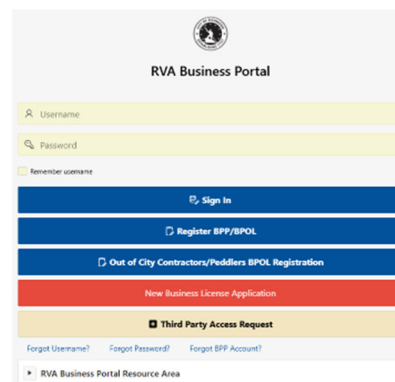 RVA Business Portal
Username
Password
Remember username
Sign In
Register BPP/BPOL
Out of City Contractors/Peddlers BPOL Registration
New Business License Application
Third Party Access Request
Forgot Username? Forgot Password? Forgot BPP Account?
RVA Business Portal Resource Area